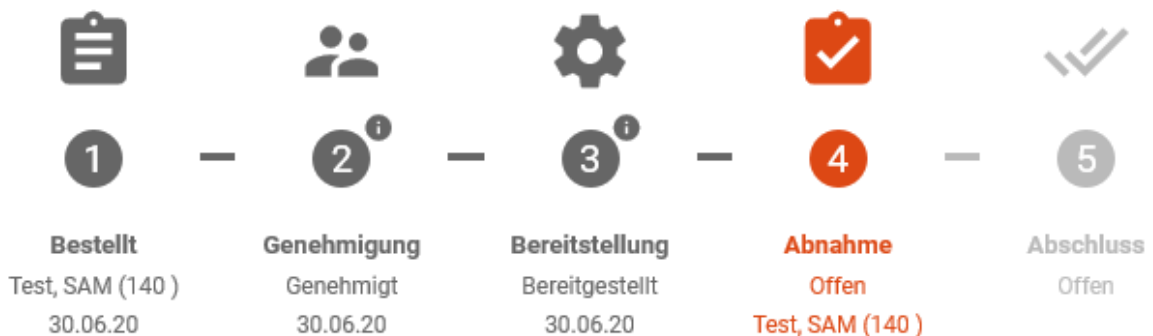 1 2 3 4 5
Bestellt Genehmigung Bereitstellung Abnahme Abschluss
Test, SAM (140 ) Genehmigt Bereitgestellt Offen Offen
30.06.20 30.06.20 30.06.20 Test, SAM (140 )